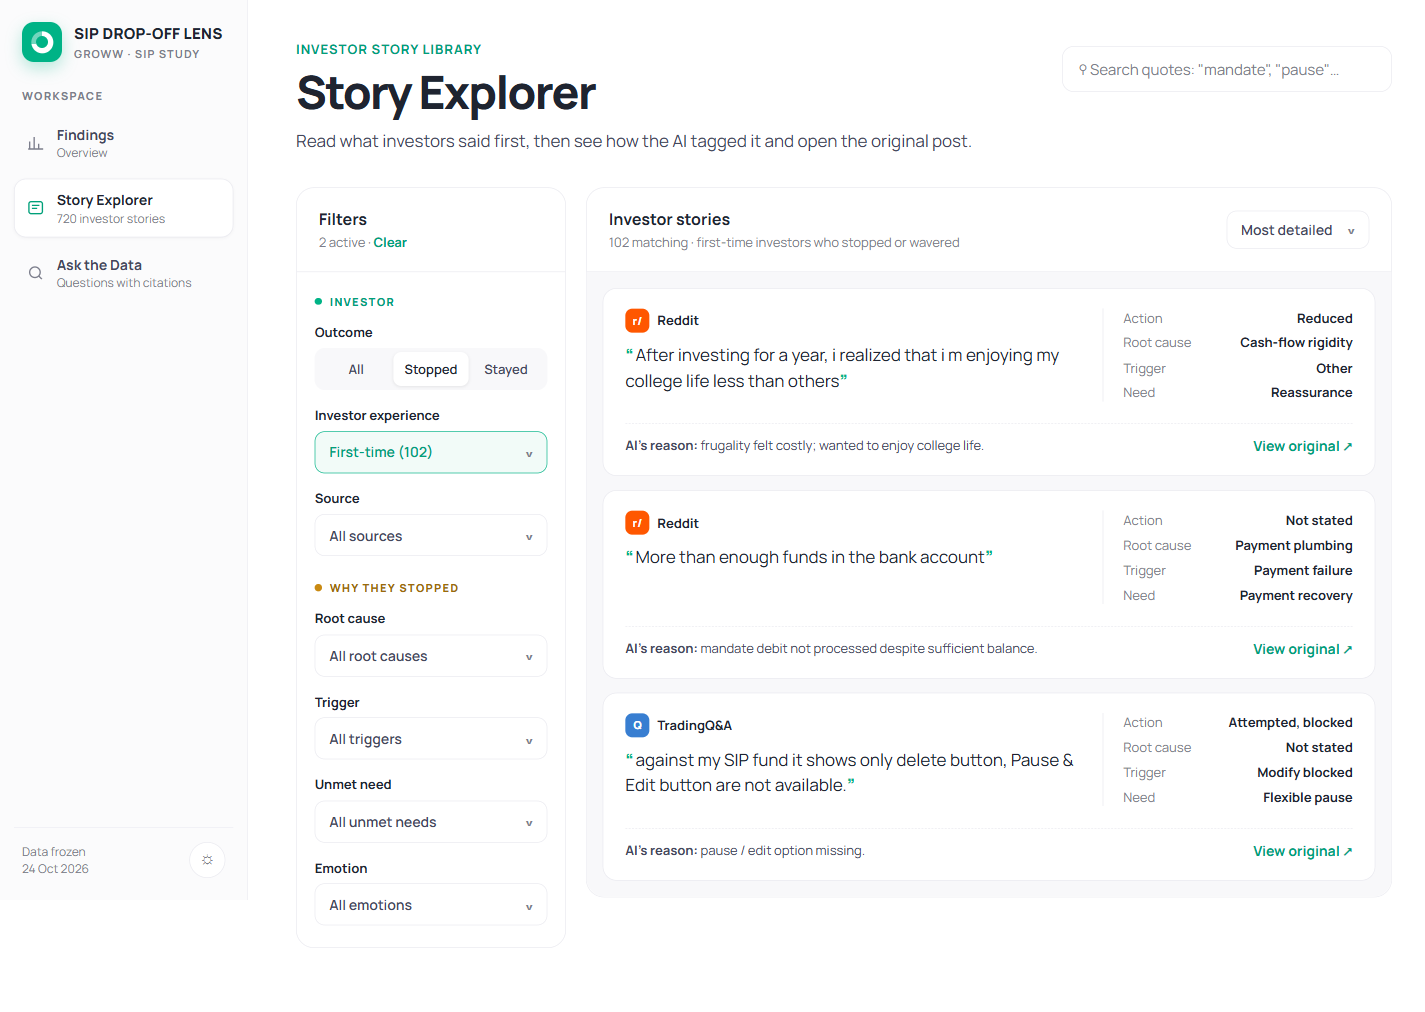 SIP DROP-OFF LENS
GROWW · SIP STUDY
WORKSPACE
Findings
Overview
Story Explorer
720 investor stories
Ask the Data
Questions with citations
Data frozen
24 Oct 2026
INVESTOR STORY LIBRARY
Story Explorer
Read what investors said first, then see how the AI tagged it and open the original post.
Search quotes: "mandate", "pause"...
Filters
2 active · Clear
INVESTOR
Outcome
All Stopped Stayed
Investor experience
First-time (102)
Source
All sources
WHY THEY STOPPED
Root cause
All root causes
Trigger
All triggers
Unmet need
All unmet needs
Emotion
All emotions
Investor stories
102 matching · first-time investors who stopped or wavered
Most detailed
r/ Reddit
“After investing for a year, i realized that i m enjoying my
college life less than others”
Action Reduced
Root cause Cash-flow rigidity
Trigger Other
Need Reassurance
AI's reason: frugality felt costly; wanted to enjoy college life.
View original ↗
r/ Reddit
“More than enough funds in the bank account”
Action Not stated
Root cause Payment plumbing
Trigger Payment failure
Need Payment recovery
AI's reason: mandate debit not processed despite sufficient balance.
View original ↗
Q TradingQ&A
“against my SIP fund it shows only delete button, Pause &
Edit button are not available.”
Action Attempted, blocked
Root cause Not stated
Trigger Modify blocked
Need Flexible pause
AI's reason: pause / edit option missing.
View original ↗